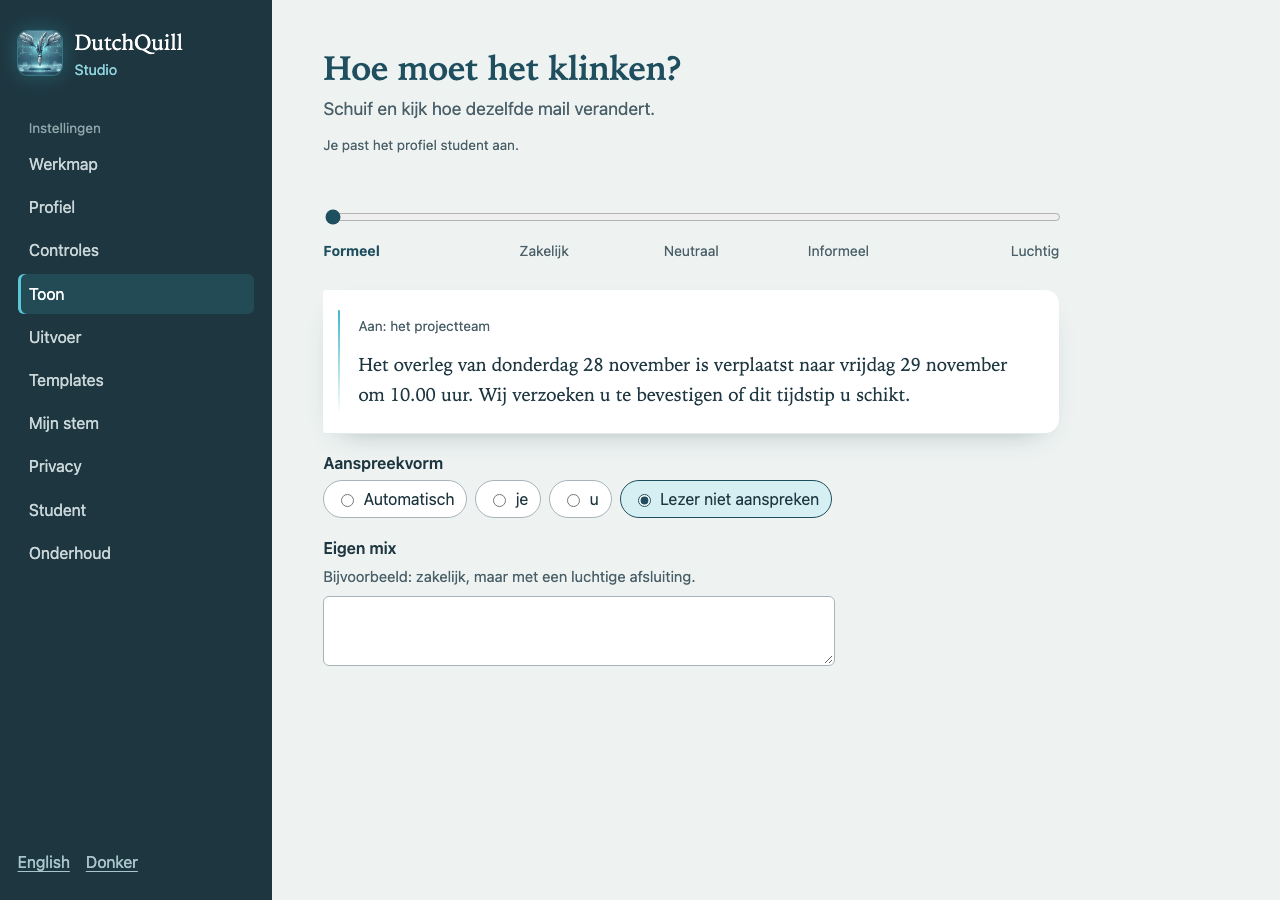 DutchQuill
Studio
Instellingen
Werkmap
Profiel
Controles
Toon
Uitvoer
Templates
Mijn stem
Privacy
Student
Onderhoud
English Donker
Hoe moet het klinken?
Schuif en kijk hoe dezelfde mail verandert.
Je past het profiel student aan.
Formeel Zakelijk Neutraal Informeel Luchtig
Aan: het projectteam
Het overleg van donderdag 28 november is verplaatst naar vrijdag 29 november
om 10.00 uur. Wij verzoeken u te bevestigen of dit tijdstip u schikt.
Aanspreekvorm
Automatisch je u Lezer niet aanspreken
Eigen mix
Bijvoorbeeld: zakelijk, maar met een luchtige afsluiting.